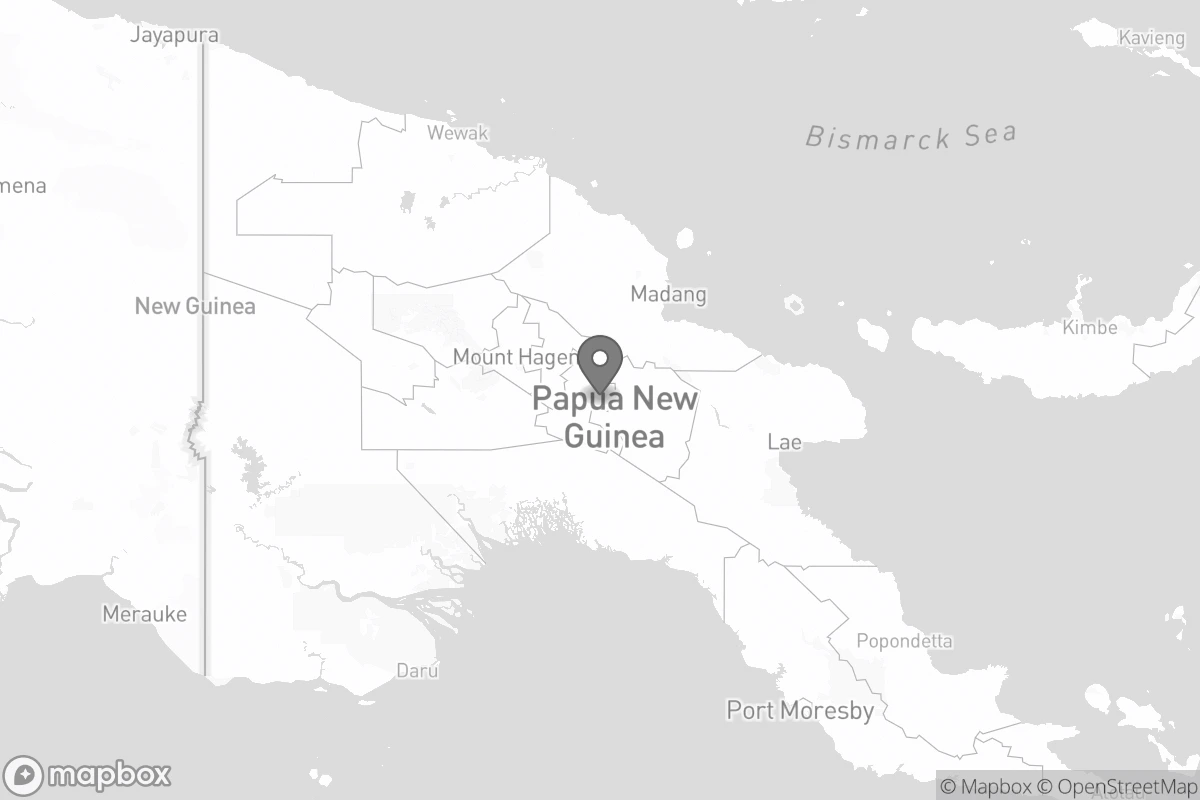 Jayapura
Kavieng
Wewak
Bismarck Sea
mena
New Guinea
Madang
Kimbe
Mount Hagen
Papua New
Guinea
Lae
Merauke
Popondetta
Darú
Port Moresby
mapbox
© Mapbox © OpenStreetMap